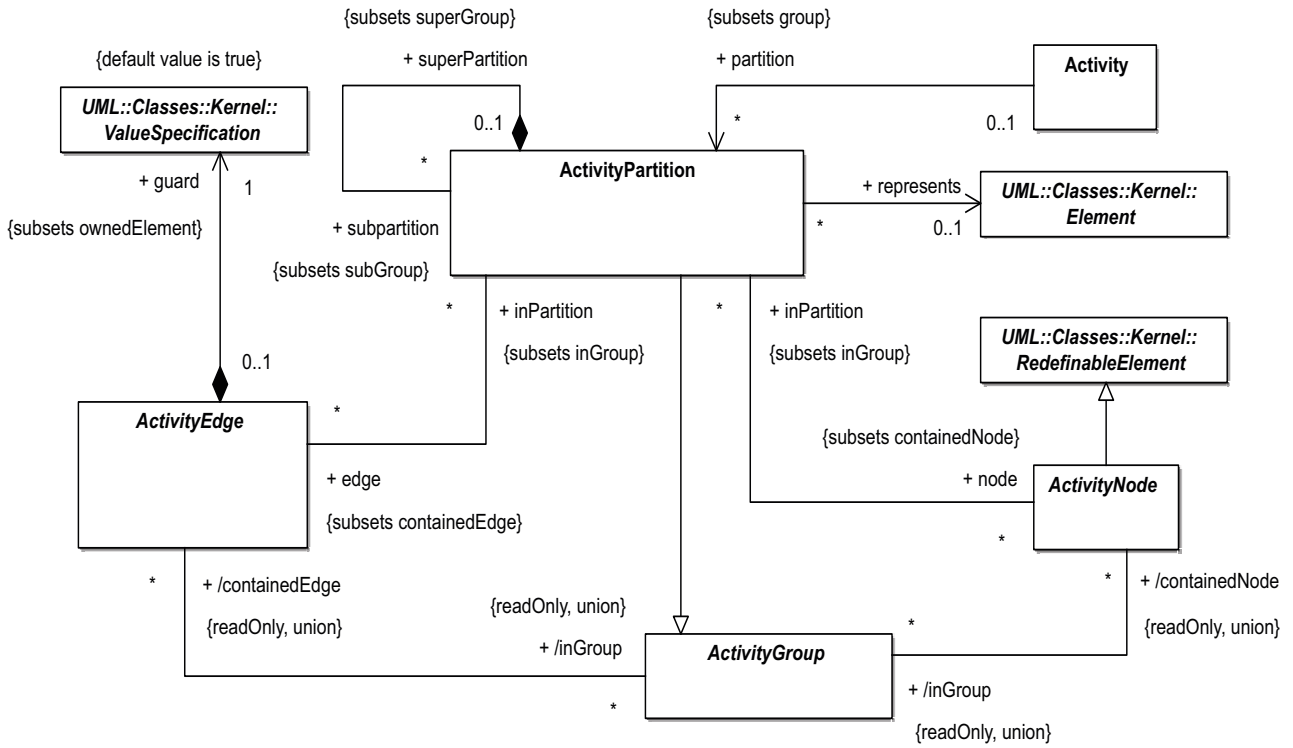 {subsets superGroup}
{subsets group}
{default value is true}
+ superPartition
+ partition
Activity
UML::Classes::Kernel::
ValueSpecification
0..1
*
0..1
*
ActivityPartition
+ guard
1
+ represents
UML::Classes::Kernel::
Element
{subsets ownedElement}
+ subpartition
*
0..1
{subsets subGroup}
*
+ inPartition
*
+ inPartition
{subsets inGroup}
{subsets inGroup}
UML::Classes::Kernel::
RedefinableElement
0..1
ActivityEdge
*
{subsets containedNode}
+ edge
+ node
ActivityNode
{subsets containedEdge}
*
*
+ /containedEdge
*
+ /containedNode
{readOnly, union}
{readOnly, union}
*
{readOnly, union}
+ /inGroup
ActivityGroup
*
+ /inGroup
{readOnly, union}